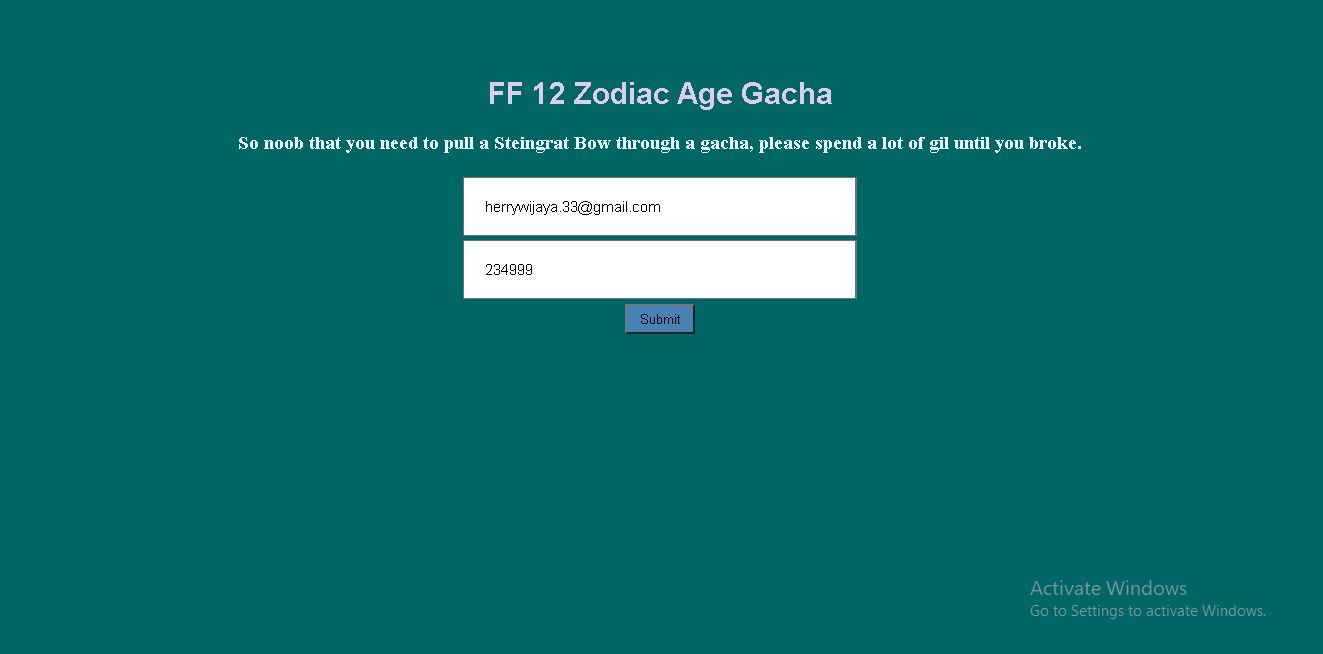 FF 12 Zodiac Age Gacha
So noob that you need to pull a Steingrat Bow through a gacha, please spend a lot of gil until you broke.
herrywijaya.33@gmail.com
234999
Submit
Activate Windows
Go to Settings to activate Windows.